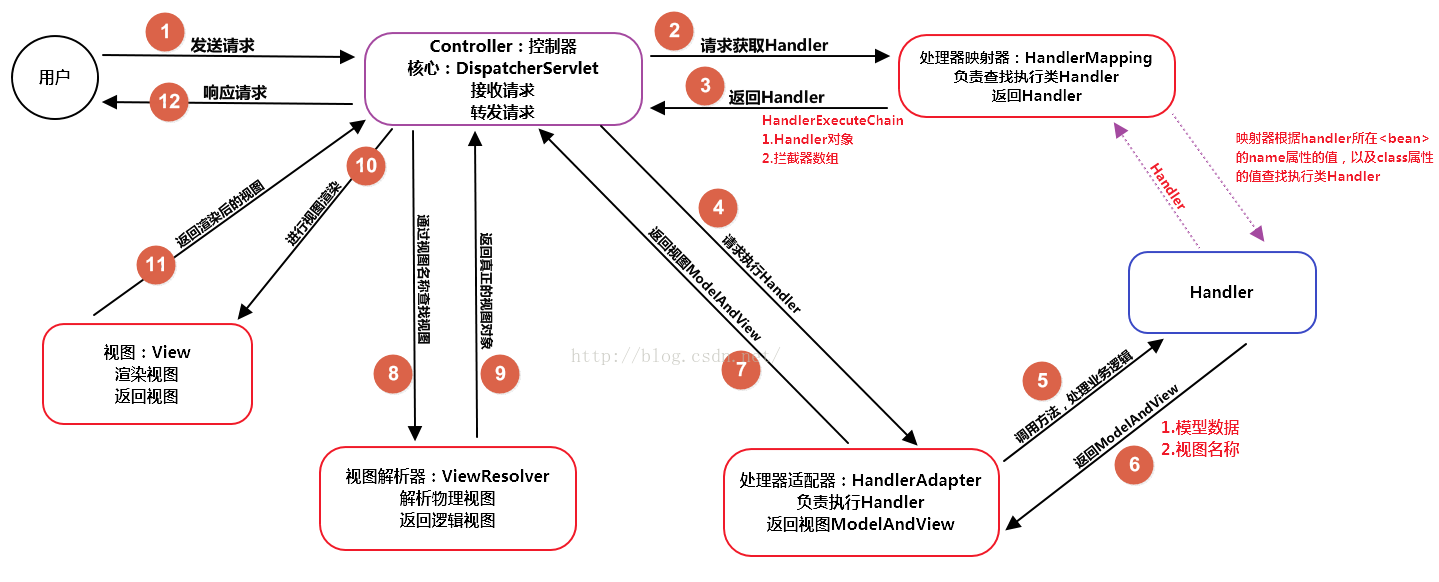 1
发送请求
用户
12
响应请求
Controller：控制器
核心：DispatcherServlet
接收请求
转发请求
2
请求获取Handler
3
返回Handler
HandlerExecuteChain
1.Handler对象
2.拦截器数组
处理器映射器：HandlerMapping
负责查找执行类Handler
返回Handler
Handler
映射器根据handler所在<bean>
的name属性的值，以及class属性
的值查找执行类Handler
Handler
4
请求执行Handler
5
调用方法，处理业务逻辑
6
返回ModelAndView
1.模型数据
2.视图名称
处理器适配器：HandlerAdapter
负责执行Handler
返回视图ModelAndView
7
返回视图ModelAndView
8
通过视图名称查找视图
9
返回真正的视图对象
视图解析器：ViewResolver
解析物理视图
返回逻辑视图
10
进行视图渲染
11
返回渲染后的视图
视图：View
渲染视图
返回视图
http://blog.csdn.net/